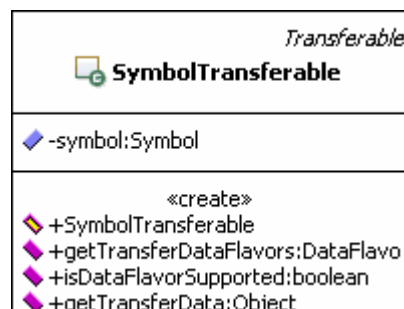 Transferable
SymbolTransferable
-symbol:Symbol
«create»
+SymbolTransferable
+getTransferDataFlavors:DataFlavo
+isDataFlavorSupported:boolean
+getTransferData:Object